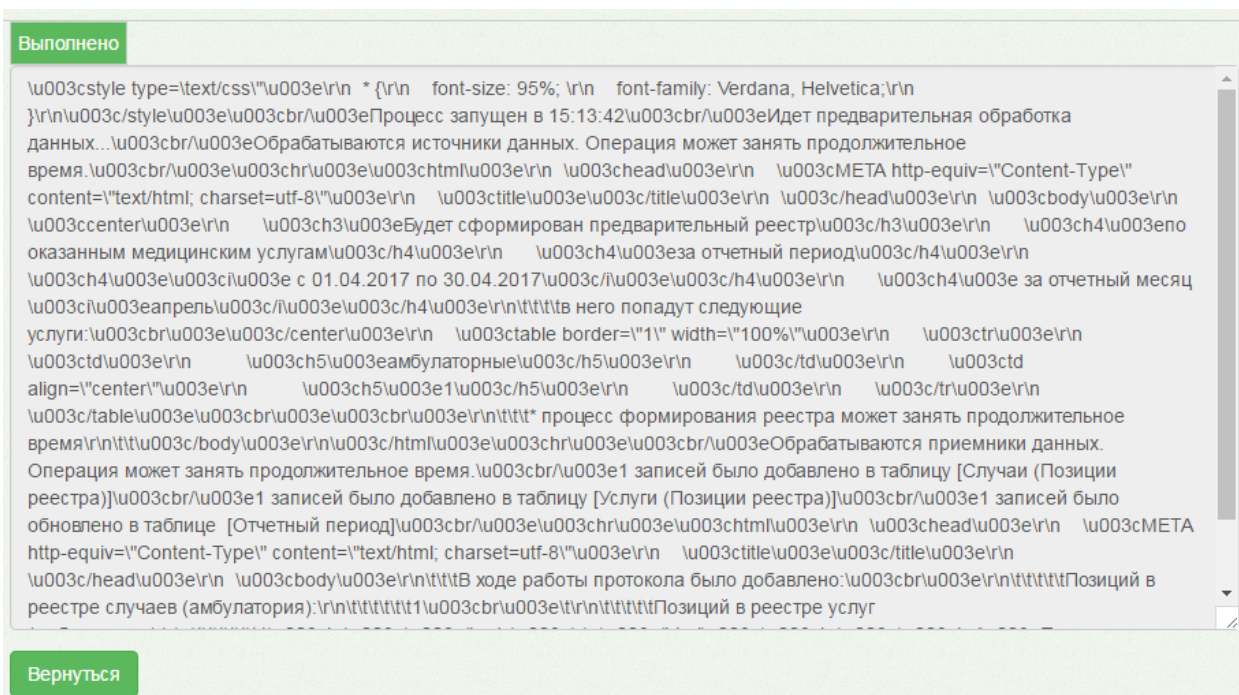 Выполнено
\u003cstyle type=\text/css\"\u003e\r\n * {\r\n font-size: 95%; \r\n font-family: Verdana, Helvetica;\r\n
}\r\n\u003c/style\u003e\u003cbr/\u003eПроцесс запущен в 15:13:42\u003cbr/\u003eИдет предварительная обработка
данных...\u003cbr/\u003eОбрабатываются источники данных. Операция может занять продолжительное
время.\u003cbr/\u003e\u003chr\u003e\u003chtml\u003e\r\n \u003chead\u003e\r\n \u003cMETA http-equiv=\"Content-Type\"
content=\"text/html; charset=utf-8\"\u003e\r\n \u003ctitle\u003e\u003c/title\u003e\r\n \u003c/head\u003e\r\n \u003cbody\u003e\r\n
\u003ccenter\u003e\r\n \u003ch3\u003eБудет сформирован предварительный реестр\u003c/h3\u003e\r\n \u003ch4\u003eпо
оказанным медицинским услугам\u003c/h4\u003e\r\n \u003ch4\u003eза отчетный период\u003c/h4\u003e\r\n
\u003ch4\u003e\u003ci\u003e с 01.04.2017 по 30.04.2017\u003c/i\u003e\u003c/h4\u003e\r\n \u003ch4\u003e за отчетный месяц
\u003ci\u003eапрель\u003c/i\u003e\u003c/h4\u003e\r\n\t\t\t\tв него попадут следующие
услуги:\u003cbr\u003e\u003c/center\u003e\r\n \u003ctable border=\"1\" width=\"100%\"\u003e\r\n \u003ctr\u003e\r\n
\u003ctd\u003e\r\n \u003ch5\u003eамбулаторные\u003c/h5\u003e\r\n \u003c/td\u003e\r\n \u003ctd
align=\"center\"\u003e\r\n \u003ch5\u003e1\u003c/h5\u003e\r\n \u003c/td\u003e\r\n \u003c/tr\u003e\r\n
\u003c/table\u003e\u003cbr\u003e\u003cbr\u003e\r\n\t\t\t* процесс формирования реестра может занять продолжительное
время\r\n\t\t\u003c/body\u003e\r\n\u003c/html\u003e\u003chr\u003e\u003cbr/\u003eОбрабатываются приемники данных.
Операция может занять продолжительное время.\u003cbr/\u003e1 записей было добавлено в таблицу [Случаи (Позиции
реестра)]\u003cbr/\u003e1 записей было добавлено в таблицу [Услуги (Позиции реестра)]\u003cbr/\u003e1 записей было
обновлено в таблице [Отчетный период]\u003cbr/\u003e\u003chr\u003e\u003chtml\u003e\r\n \u003chead\u003e\r\n \u003cMETA
http-equiv=\"Content-Type\" content=\"text/html; charset=utf-8\"\u003e\r\n \u003ctitle\u003e\u003c/title\u003e\r\n
\u003c/head\u003e\r\n \u003cbody\u003e\r\n\t\t\tВ ходе работы протокола было добавлено:\u003cbr\u003e\r\n\t\t\t\t\tПозиций в
реестре случаев (амбулатория):\r\n\t\t\t\t\t\t1\u003cbr\u003e\t\r\n\t\t\t\t\tПозиций в реестре услуг
Вернуться